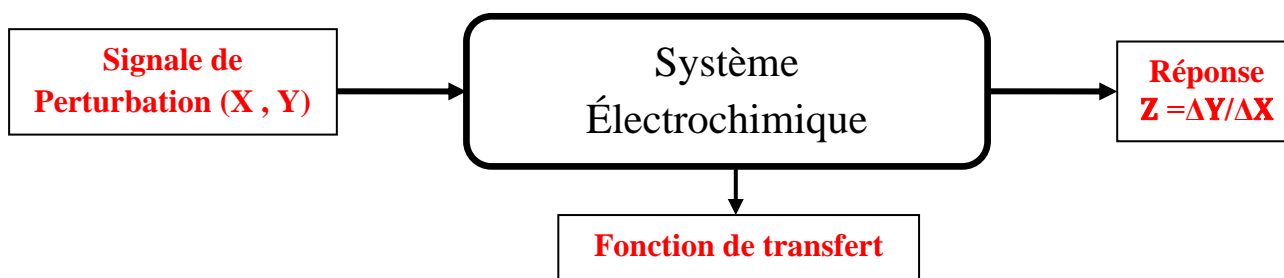 Signale de
Perturbation (X , Y)
Système
Électrochimique
Réponse
Z =ΔY/ΔX
Fonction de transfert